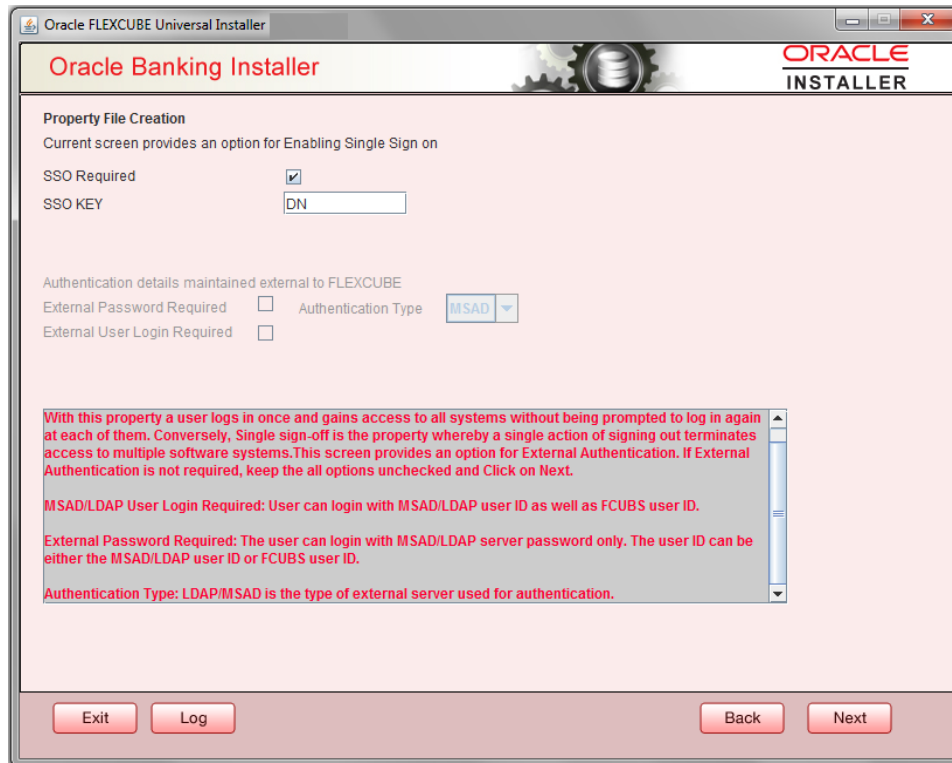 Oracle FLEXCUBE Universal Installer
Oracle Banking Installer
ORACLE
INSTALLER
Property File Creation
Current screen provides an option for Enabling Single Sign on
SSO Required
SSO KEY DN
Authentication details maintained external to FLEXCUBE
External Password Required Authentication Type MSAD
External User Login Required
With this property a user logs in once and gains access to all systems without being prompted to log in again
at each of them. Conversely, Single sign-off is the property whereby a single action of signing out terminates
access to multiple software systems.This screen provides an option for External Authentication. If External
Authentication is not required, keep the all options unchecked and Click on Next.
MSAD/LDAP User Login Required: User can login with MSAD/LDAP user ID as well as FCUBS user ID.
External Password Required: The user can login with MSAD/LDAP server password only. The user ID can be
either the MSAD/LDAP user ID or FCUBS user ID.
Authentication Type: LDAP/MSAD is the type of external server used for authentication.
Exit Log Back Next